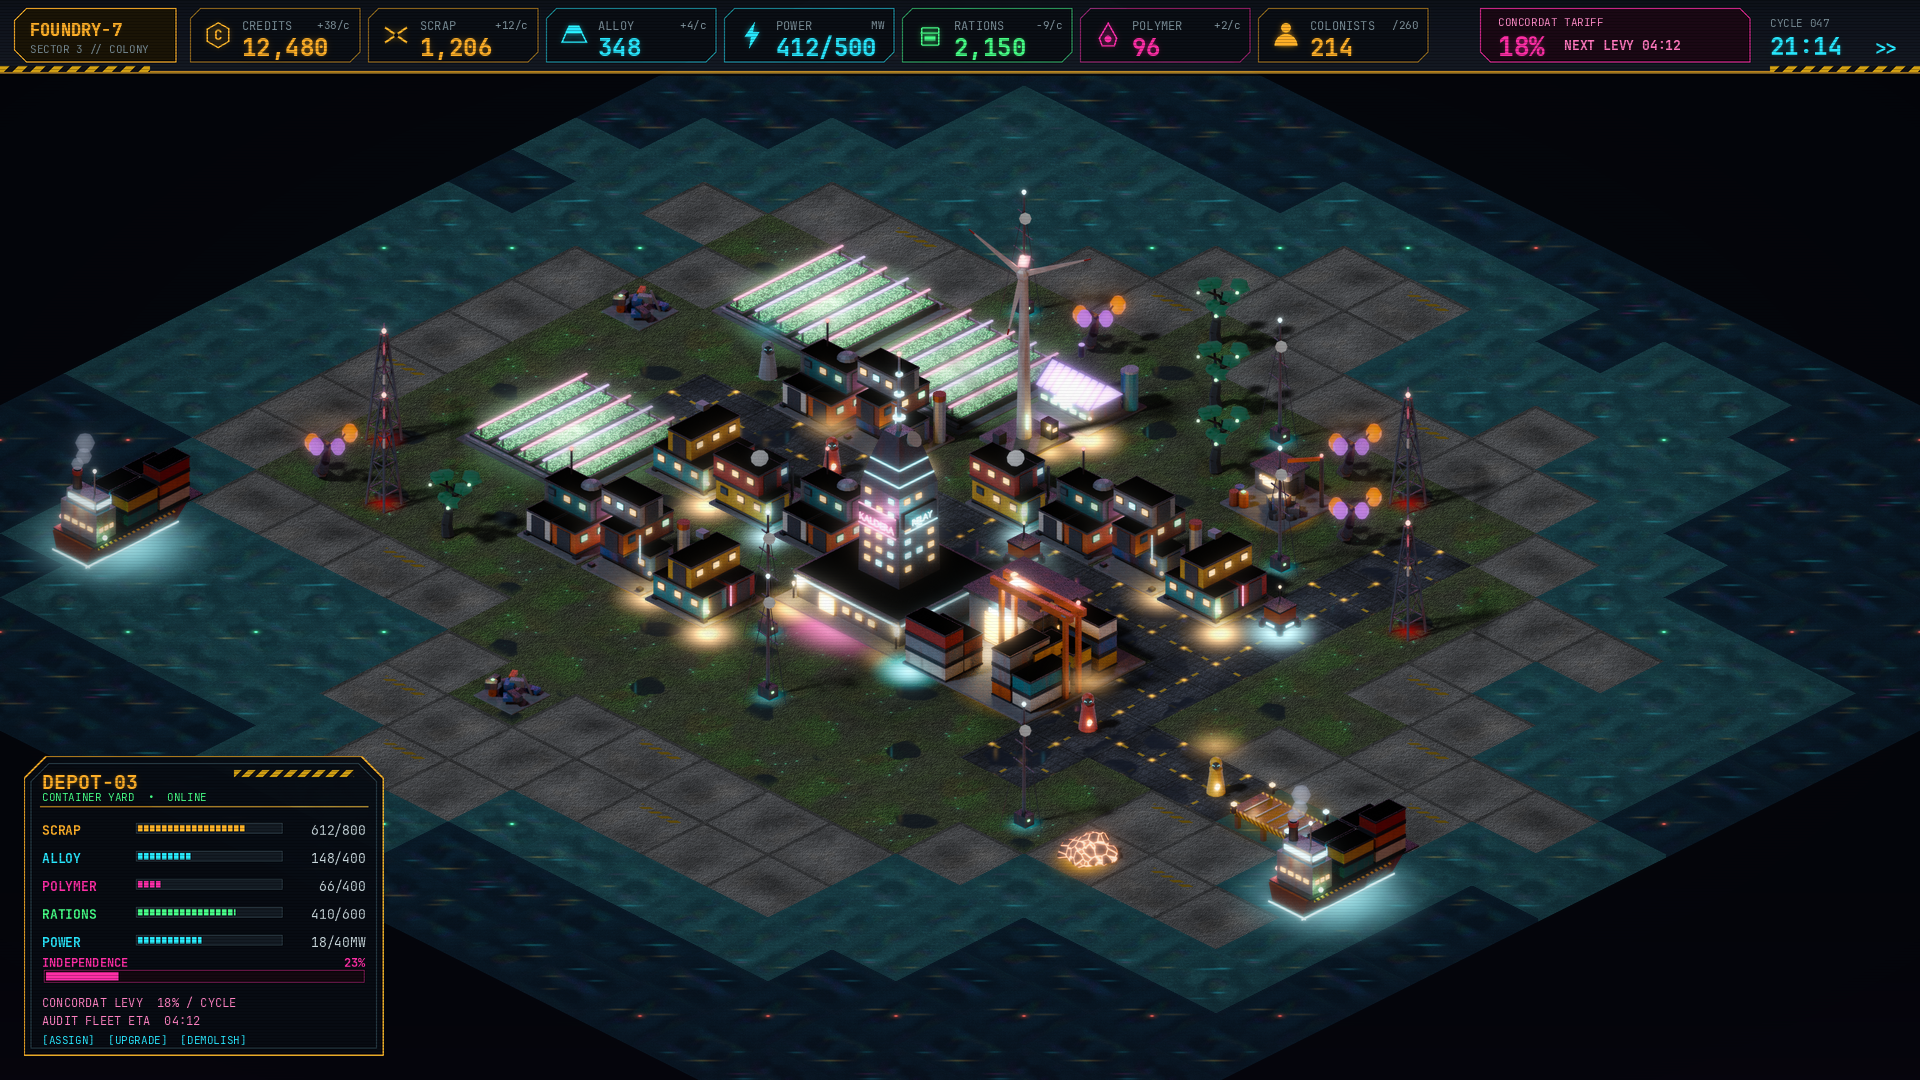 FOUNDRY-7
SECTOR 3 // COLONY
CREDITS +38/c
12,480
SCRAP +12/c
1,206
ALLOY +4/c
348
POWER MW
412/500
RATIONS -9/c
2,150
POLYMER +2/c
96
COLONISTS /260
214
CONCORDAT TARIFF
18% NEXT LEVY 04:12
CYCLE 047
21:14 >>
KALDERA
RELAY
DEPOT-03
CONTAINER YARD • ONLINE
SCRAP 612/800
ALLOY 148/400
POLYMER 66/400
RATIONS 410/600
POWER 18/40MW
INDEPENDENCE 23%
CONCORDAT LEVY 18% / CYCLE
AUDIT FLEET ETA 04:12
[ASSIGN] [UPGRADE] [DEMOLISH]